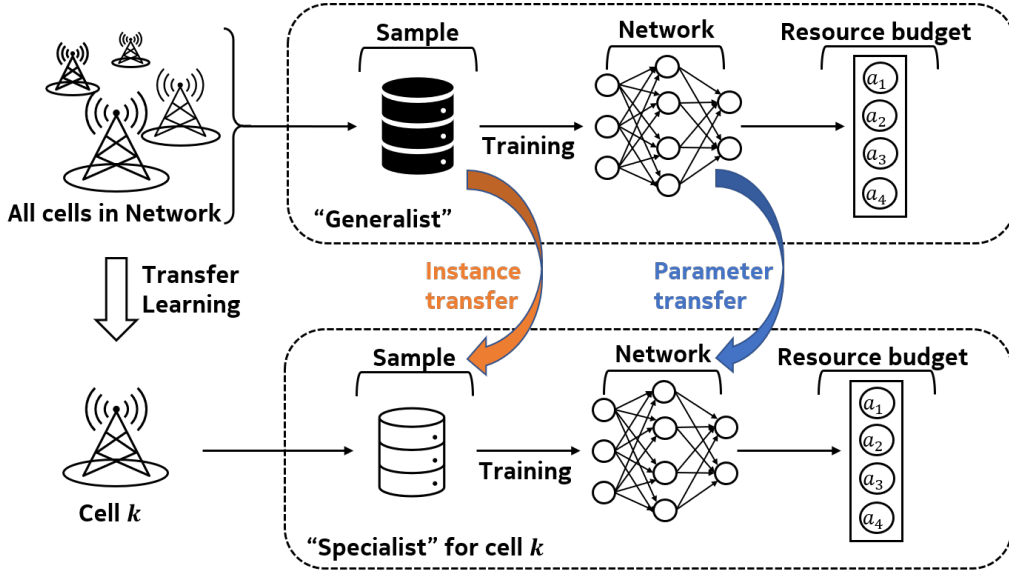 Sample
Network
Resource budget
a₁
a₂
a₃
a₄
Training
All cells in Network
“Generalist”
Transfer
Learning
Instance
transfer
Parameter
transfer
Sample
Network
Resource budget
a₁
a₂
a₃
a₄
Training
Cell k
“Specialist” for cell k